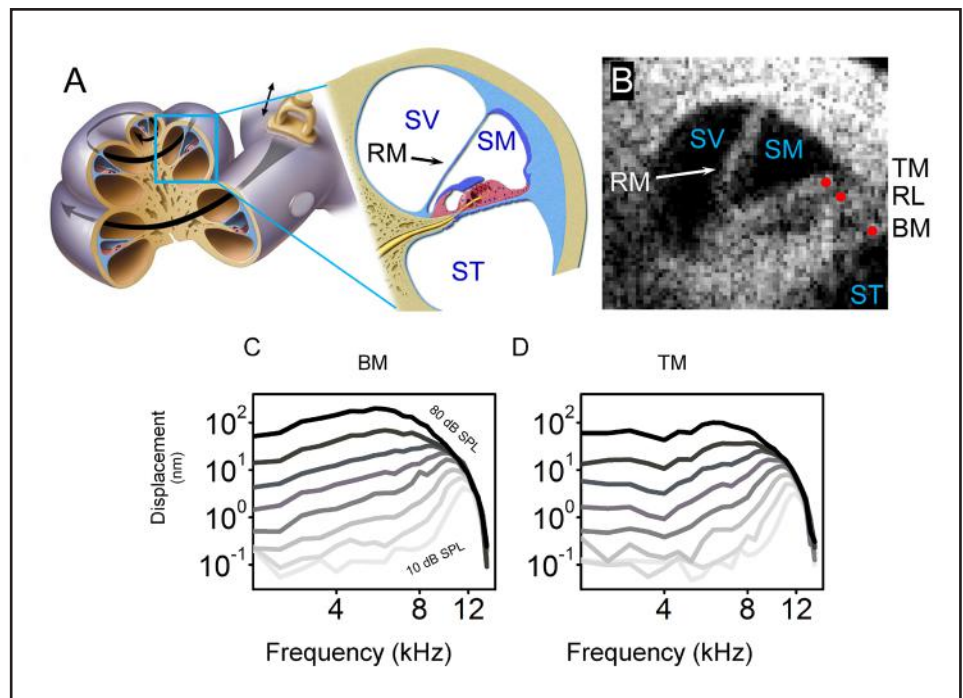 A
SV
RM
SM
ST
B
SV
SM
RM
TM
RL
BM
ST
C
BM
D
TM
Displacement
(nm)
10²
10¹
10⁰
10⁻¹
80 dB SPL
10 dB SPL
4
8
12
Frequency (kHz)
10²
10¹
10⁰
10⁻¹
4
8
12
Frequency (kHz)